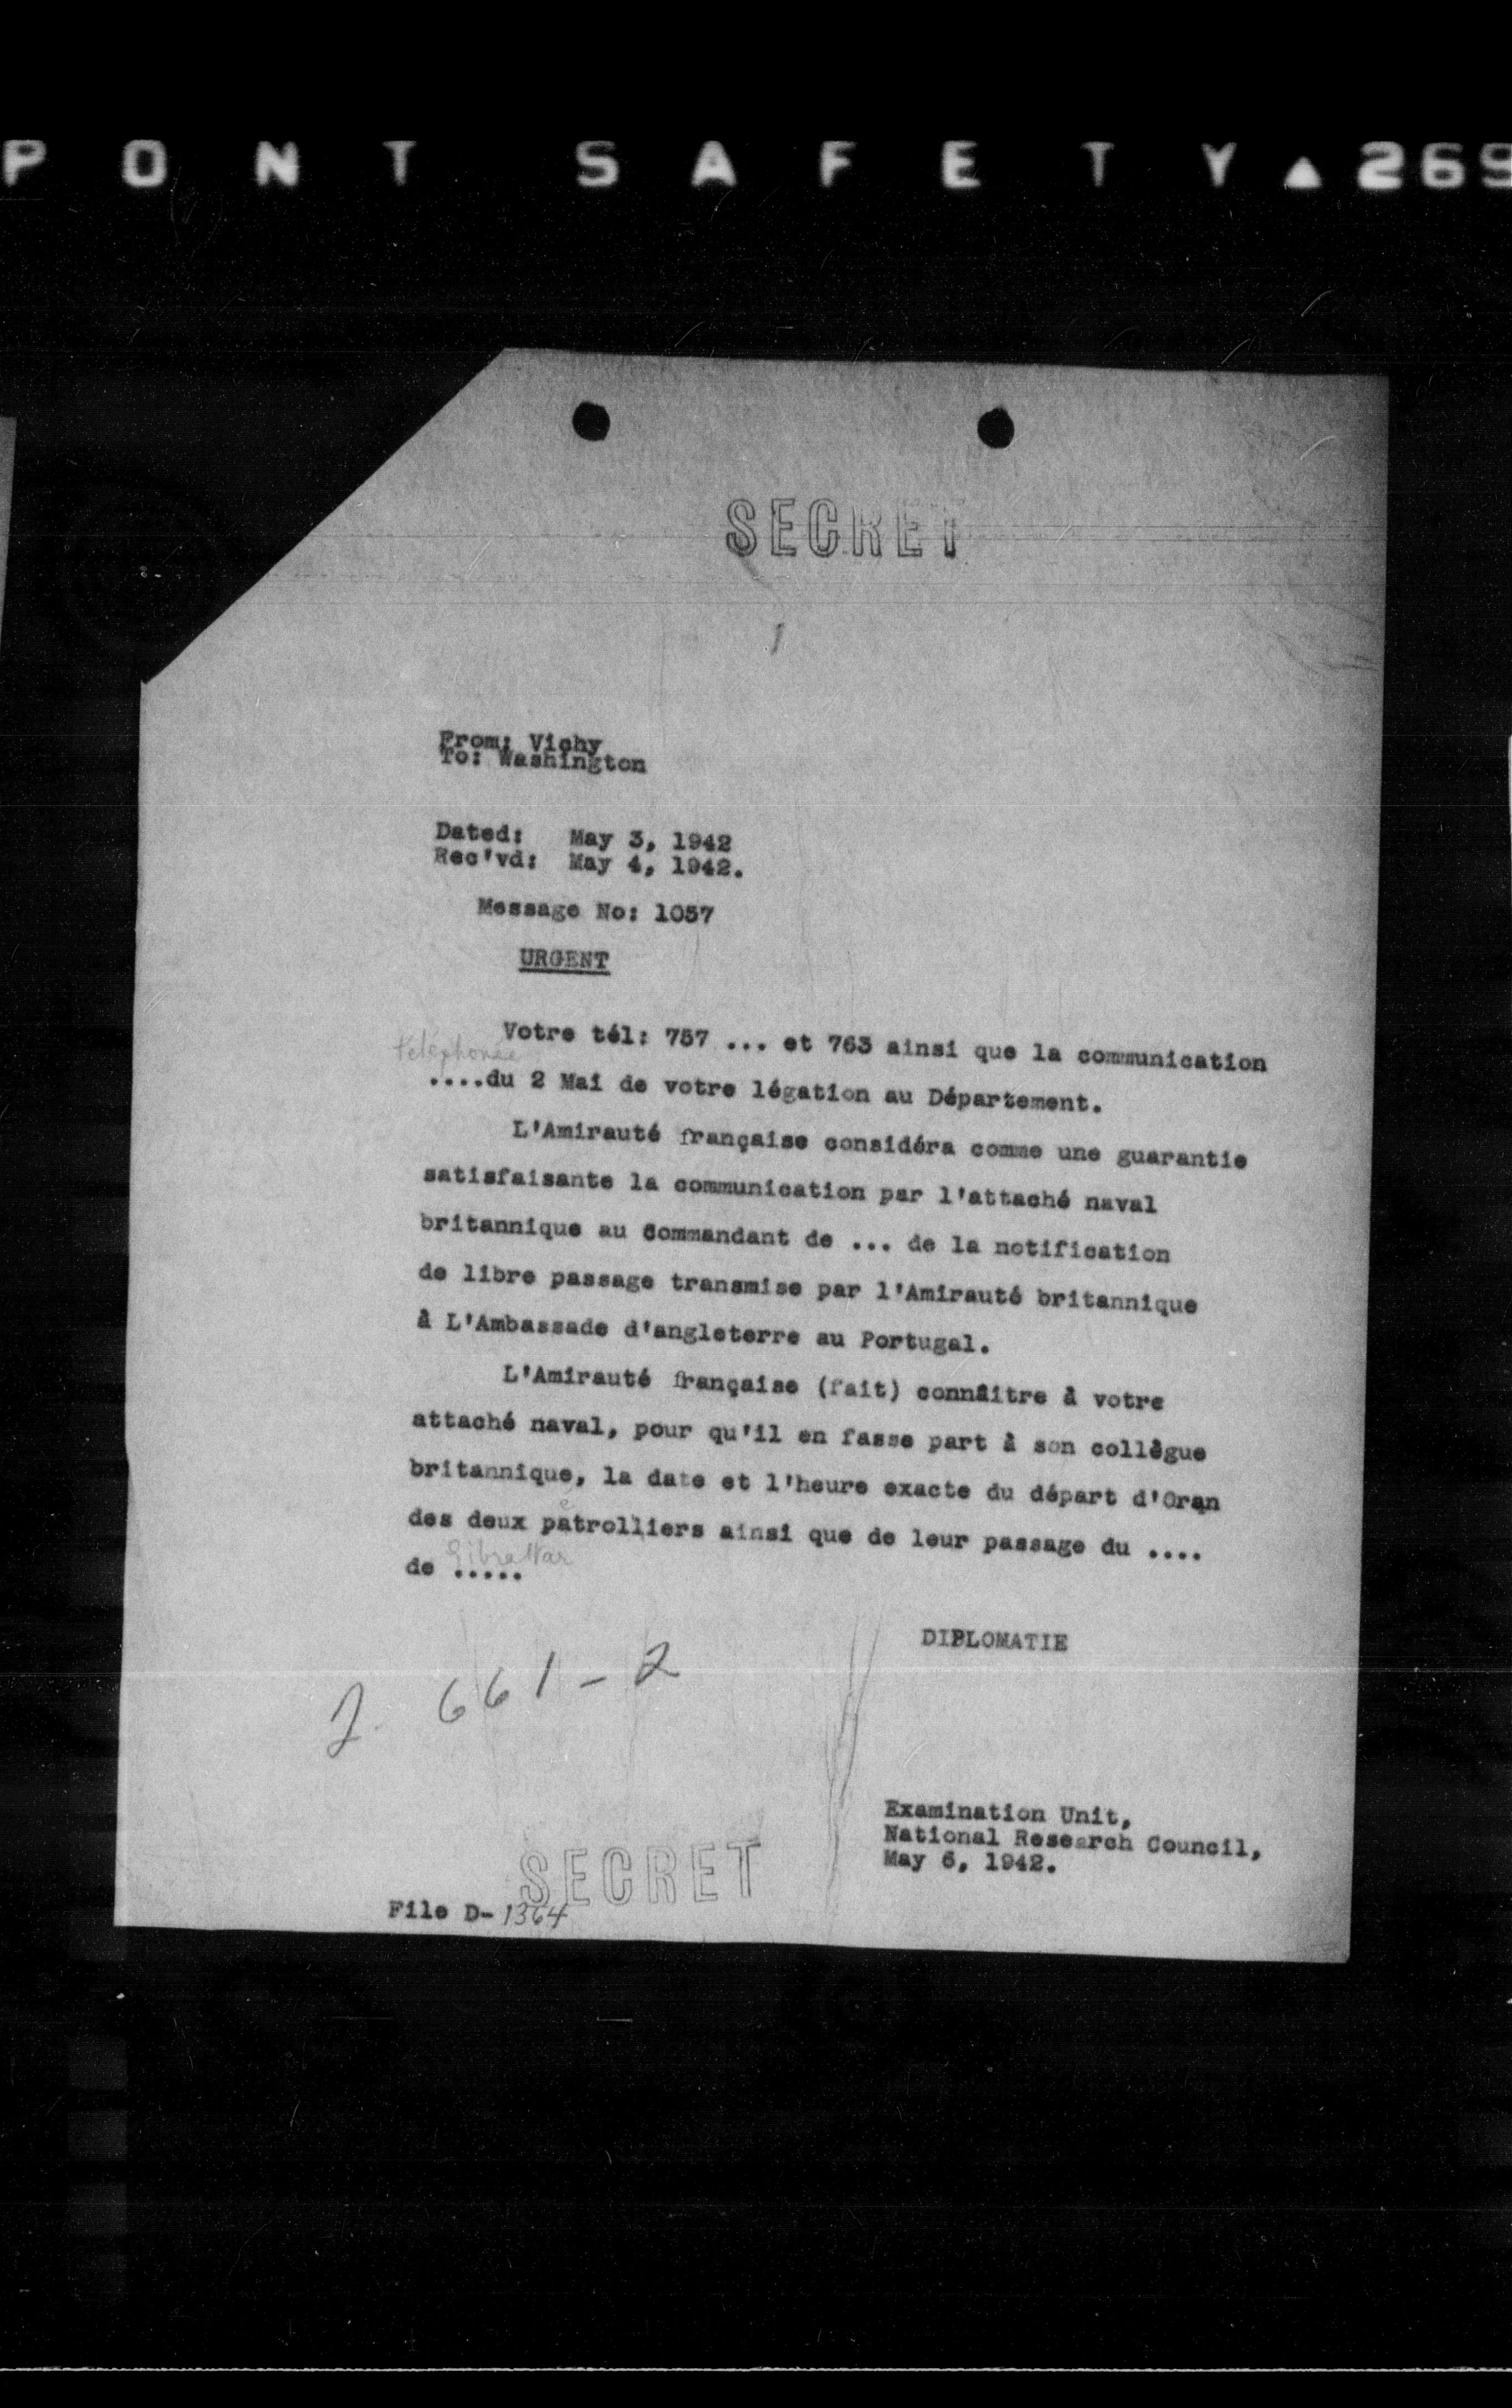 PONT SAFETY▲269
SECRET
From: Vichy
To: Washington
Dated: May 3, 1942
Rec'vd: May 4, 1942.
Message No: 1057
URGENT
Votre tél: 757 ... et 763 ainsi que la communication
téléphonée
....du 2 Mai de votre légation au Département.
L'Amirauté française considéra comme une guarantie
satisfaisante la communication par l'attaché naval
britannique au Commandant de ... de la notification
de libre passage transmise par l'Amirauté britannique
à L'Ambassade d'angleterre au Portugal.
L'Amirauté française (fait) connâitre à votre
attaché naval, pour qu'il en fasse part à son collègue
britannique, la date et l'heure exacte du départ d'Oran
des deux patrolliers ainsi que de leur passage du ....
Gibraltar
de .....
DIPLOMATIE
J. 661-2
Examination Unit,
National Research Council,
May 6, 1942.
SECRET
File D-1364